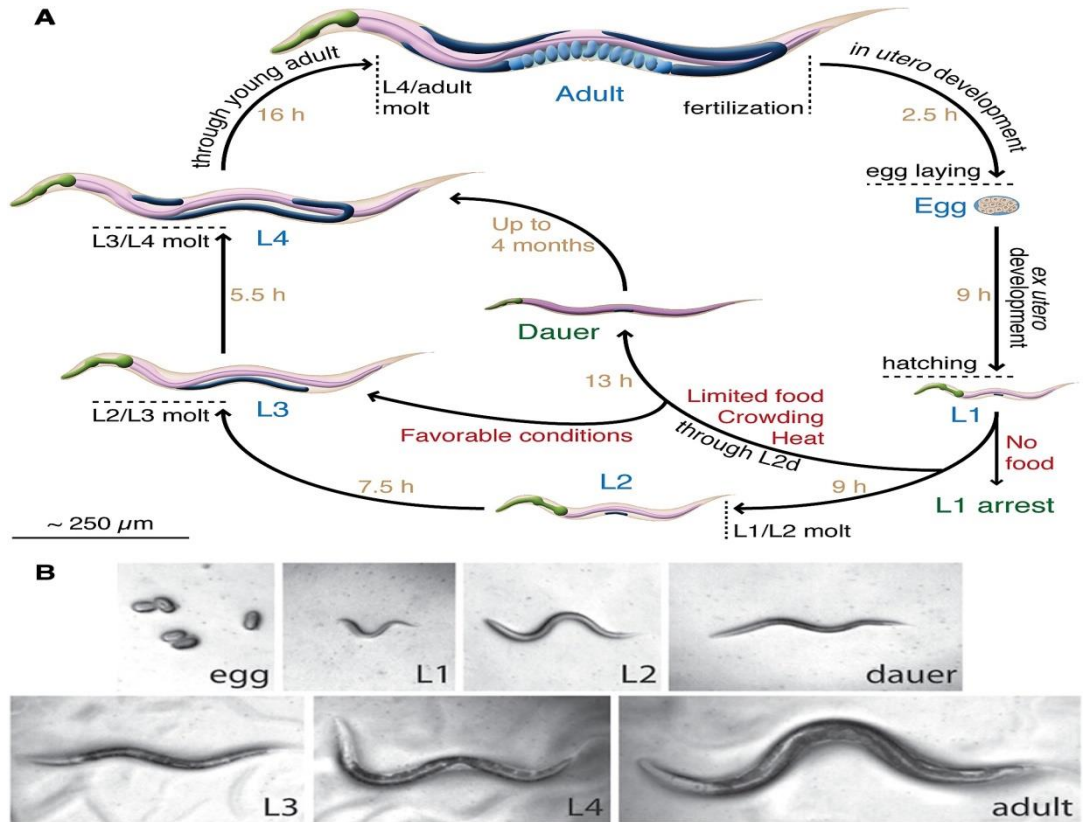 A
through young adult
16 h
L4/adult
molt
Adult
fertilization
in utero development
2.5 h
egg laying
Egg
ex utero
development
9 h
hatching
L1
No
food
L1 arrest
9 h
L1/L2 molt
L2
7.5 h
L2/L3 molt
L3
5.5 h
L3/L4 molt
L4
Up to
4 months
Dauer
13 h
Limited food
Crowding
Heat
through L2d
Favorable conditions
~ 250 µm
B
egg
L1
L2
dauer
L3
L4
adult